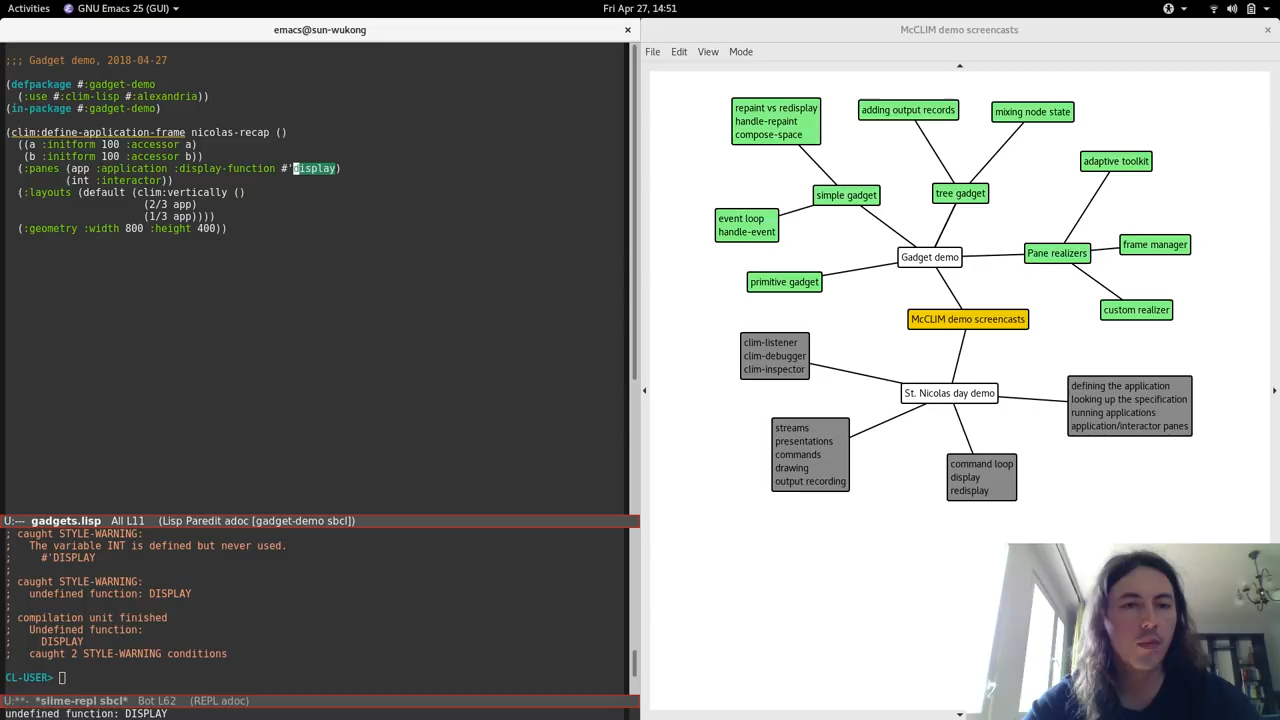 Activities GNU Emacs 25 (GUI) Fri Apr 27, 14:51
emacs@sun-wukong ×
;;; Gadget demo, 2018-04-27
(defpackage #:gadget-demo
(:use #:clim-lisp #:alexandria))
(in-package #:gadget-demo)
(clim:define-application-frame nicolas-recap ()
((a :initform 100 :accessor a)
(b :initform 100 :accessor b))
(:panes (app :application :display-function #'display)
(int :interactor))
(:layouts (default (clim:vertically ()
(2/3 app)
(1/3 app))))
(:geometry :width 800 :height 400))
U:--- gadgets.lisp All L11 (Lisp Paredit adoc [gadget-demo sbcl])
; caught STYLE-WARNING:
; The variable INT is defined but never used.
; #'DISPLAY
;
; caught STYLE-WARNING:
; undefined function: DISPLAY
;
; compilation unit finished
; Undefined function:
; DISPLAY
; caught 2 STYLE-WARNING conditions
CL-USER>
U:**- *slime-repl sbcl* Bot L62 (REPL adoc)
undefined function: DISPLAY
McCLIM demo screencasts ×
File Edit View Mode
repaint vs redisplay
handle-repaint
compose-space
adding output records
mixing node state
adaptive toolkit
simple gadget
tree gadget
event loop
handle-event
Gadget demo
Pane realizers
frame manager
primitive gadget
custom realizer
McCLIM demo screencasts
clim-listener
clim-debugger
clim-inspector
St. Nicolas day demo
defining the application
looking up the specification
running applications
application/interactor panes
streams
presentations
commands
drawing
output recording
command loop
display
redisplay